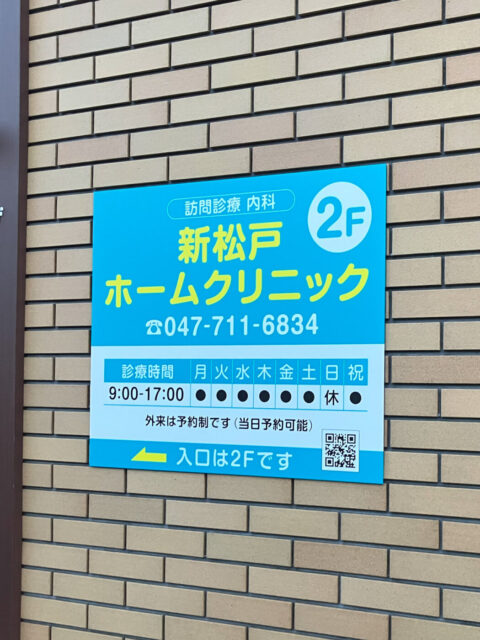 訪問診療 内科
2F
新松戸
ホームクリニック
☎047-711-6834
診療時間 月 火 水 木 金 土 日 祝
9:00-17:00 ● ● ● ● ● ● 休 ●
外来は予約制です(当日予約可能)
入口は2Fです